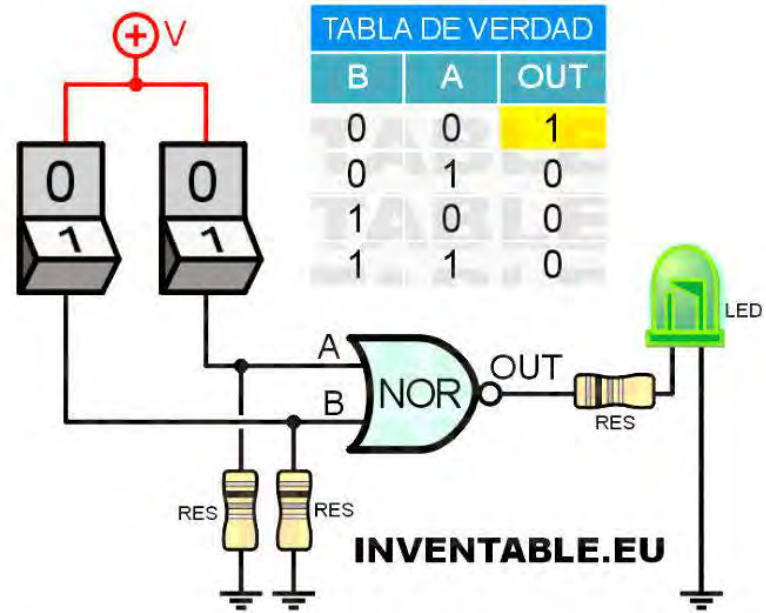 V
TABLA DE VERDAD
B A OUT
0 0 1
0 1 0
1 0 0
1 1 0
0 0
1 1
LED
A
B
NOR
OUT
RES
RES
RES
INVENTABLE.EU